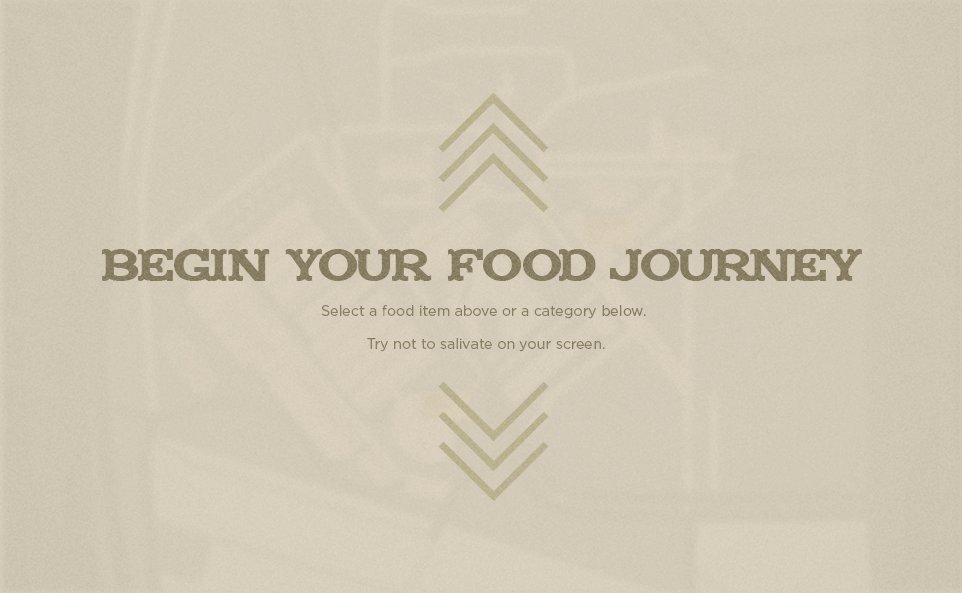 BEGIN YOUR FOOD JOURNEY
Select a food item above or a category below.
Try not to salivate on your screen.